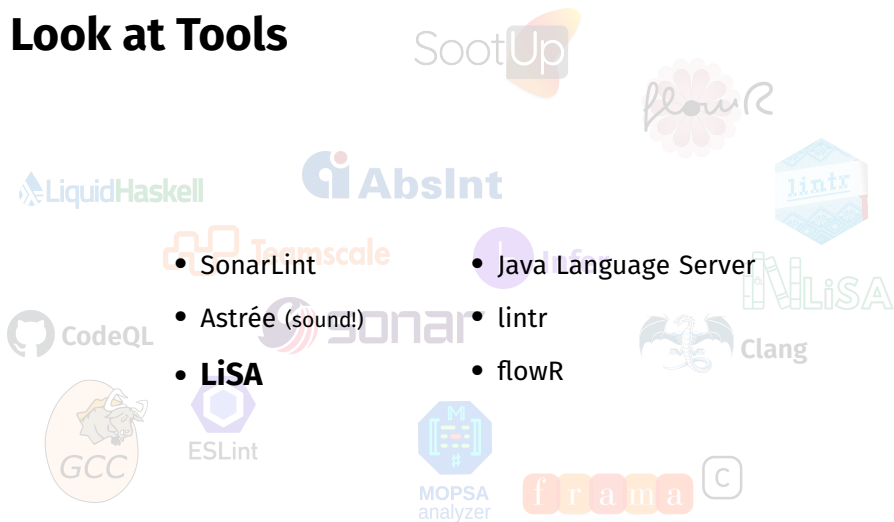 Look at Tools
SootUp
flowR
LiquidHaskell
AbsInt
lintr
Teamscale
Infer
• SonarLint
• Java Language Server
• Astrée (sound!)
• lintr
• LiSA
• flowR
LiSA
CodeQL
sonar
Clang
GCC
ESLint
M
#
MOPSA
analyzer
frama
C